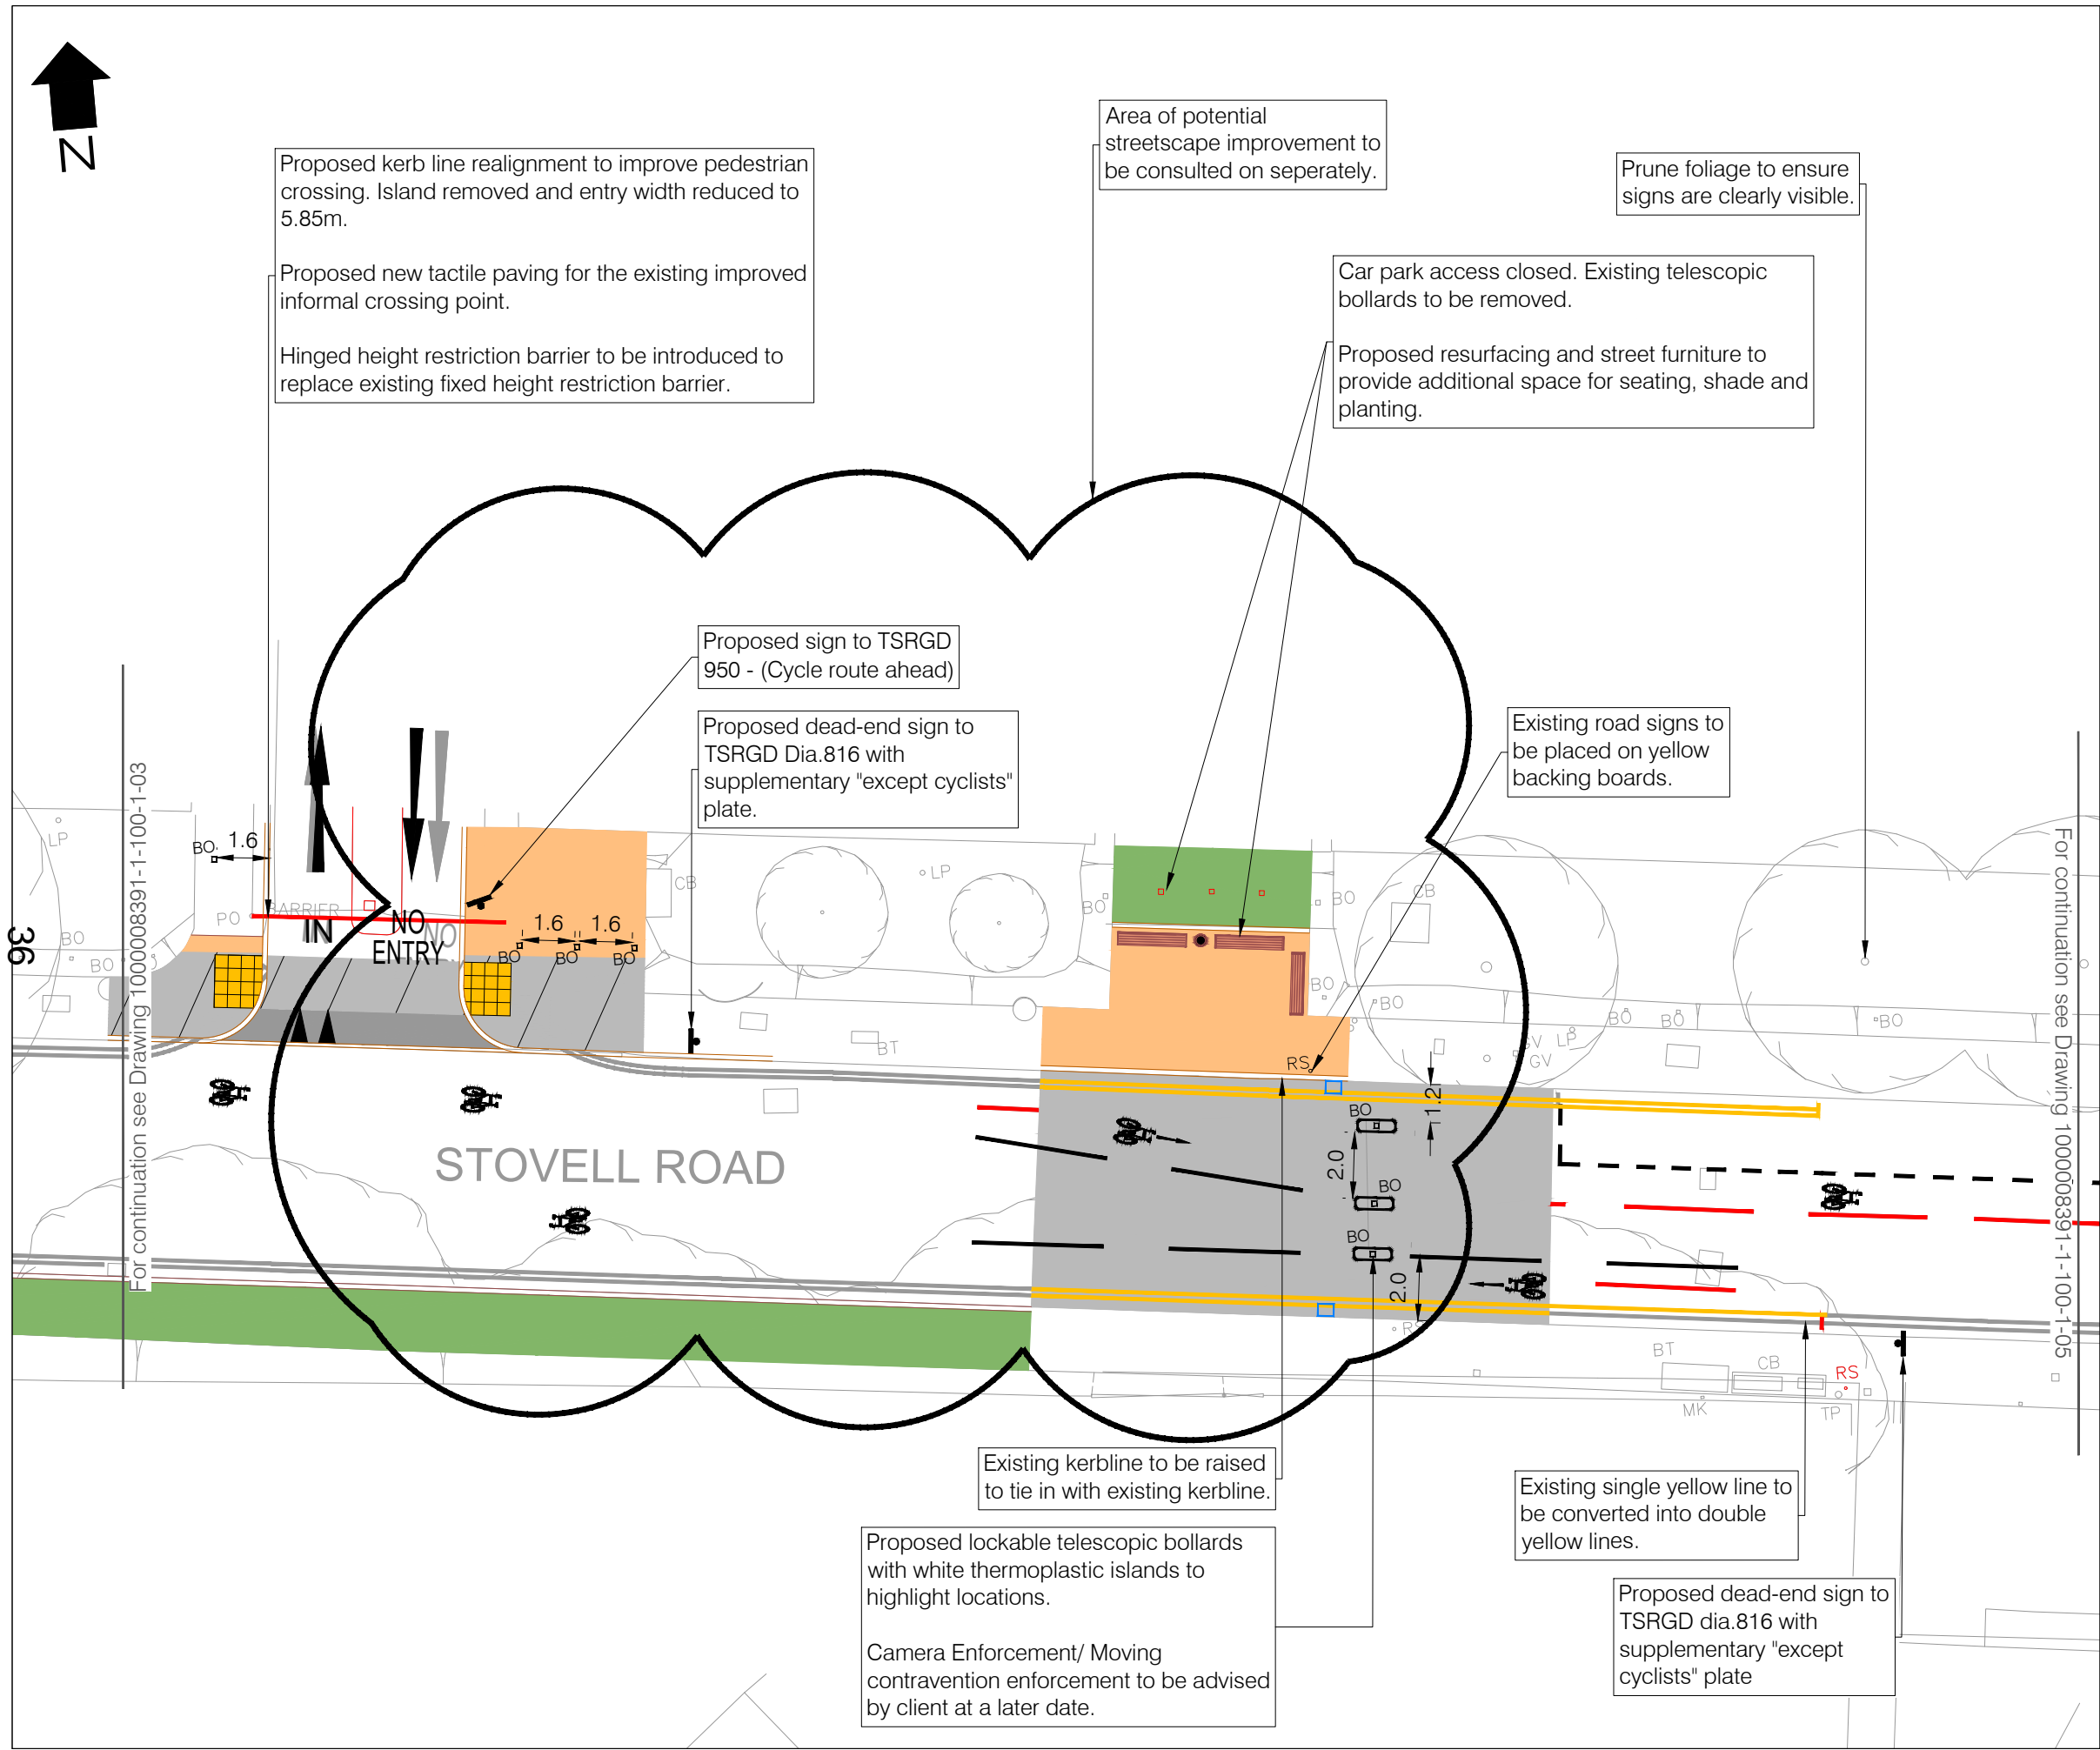 N
Proposed kerb line realignment to improve pedestrian
crossing. Island removed and entry width reduced to
5.85m.
Proposed new tactile paving for the existing improved
informal crossing point.
Hinged height restriction barrier to be introduced to
replace existing fixed height restriction barrier.
Area of potential
streetscape improvement to
be consulted on seperately.
Prune foliage to ensure
signs are clearly visible.
Car park access closed. Existing telescopic
bollards to be removed.
Proposed resurfacing and street furniture to
provide additional space for seating, shade and
planting.
Proposed sign to TSRGD
950 - (Cycle route ahead)
Proposed dead-end sign to
TSRGD Dia.816 with
supplementary "except cyclists"
plate.
Existing road signs to
be placed on yellow
backing boards.
For continuation see Drawing 1000008391-1-100-1-03
For continuation see Drawing 1000008391-1-100-1-05
36
LP
BO
1.6
PO
BARRIER
IN
NO
ENTRY
NO
BO
BO
1.6
1.6
BO
BO
BO
CB
LP
BT
BO
BO
CB
BO
BO
BO
BO
BO
GV
LP
GV
RS
STOVELL ROAD
BO
1.2
2.0
BO
BO
2.0
RS
BT
CB
RS
MK
TP
Existing kerbline to be raised
to tie in with existing kerbline.
Proposed lockable telescopic bollards
with white thermoplastic islands to
highlight locations.
Camera Enforcement/ Moving
contravention enforcement to be advised
by client at a later date.
Existing single yellow line to
be converted into double
yellow lines.
Proposed dead-end sign to
TSRGD dia.816 with
supplementary "except
cyclists" plate